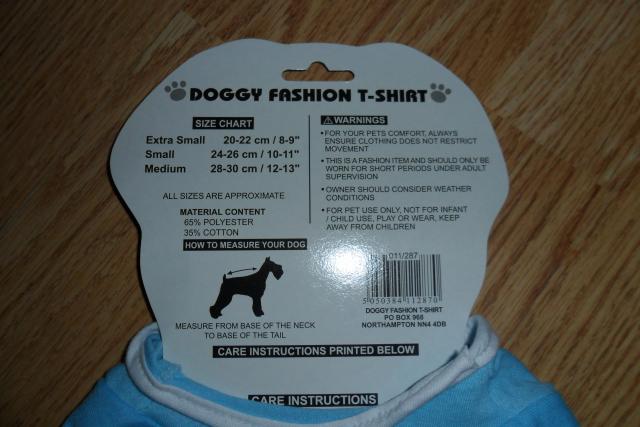 DOGGY FASHION T-SHIRT
SIZE CHART
Extra Small 20-22 cm / 8-9"
Small 24-26 cm / 10-11"
Medium 28-30 cm / 12-13"
ALL SIZES ARE APPROXIMATE
MATERIAL CONTENT
65% POLYESTER
35% COTTON
HOW TO MEASURE YOUR DOG
MEASURE FROM BASE OF THE NECK
TO BASE OF THE TAIL
WARNINGS
• FOR YOUR PETS COMFORT, ALWAYS
ENSURE CLOTHING DOES NOT RESTRICT
MOVEMENT
• THIS IS A FASHION ITEM AND SHOULD ONLY BE
WORN FOR SHORT PERIODS UNDER ADULT
SUPERVISION
• OWNER SHOULD CONSIDER WEATHER
CONDITIONS
• FOR PET USE ONLY, NOT FOR INFANT
/ CHILD USE, PLAY OR WEAR, KEEP
AWAY FROM CHILDREN
011/287
5 050384 112870
DOGGY FASHION T-SHIRT
PO BOX 966
NORTHAMPTON NN4 4DB
CARE INSTRUCTIONS PRINTED BELOW
CARE INSTRUCTIONS